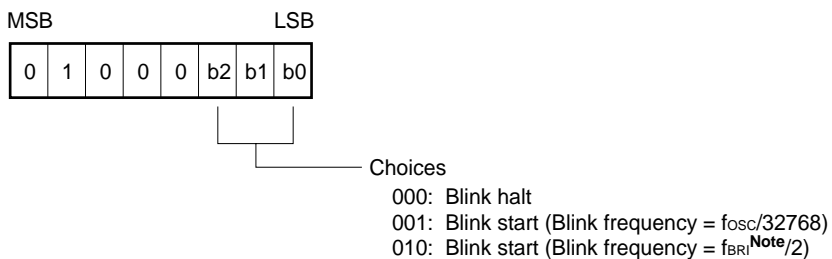 MSB LSB
0 1 0 0 0 b2 b1 b0
Choices
000: Blink halt
001: Blink start (Blink frequency = fOSC/32768)
010: Blink start (Blink frequency = fBRINote/2)